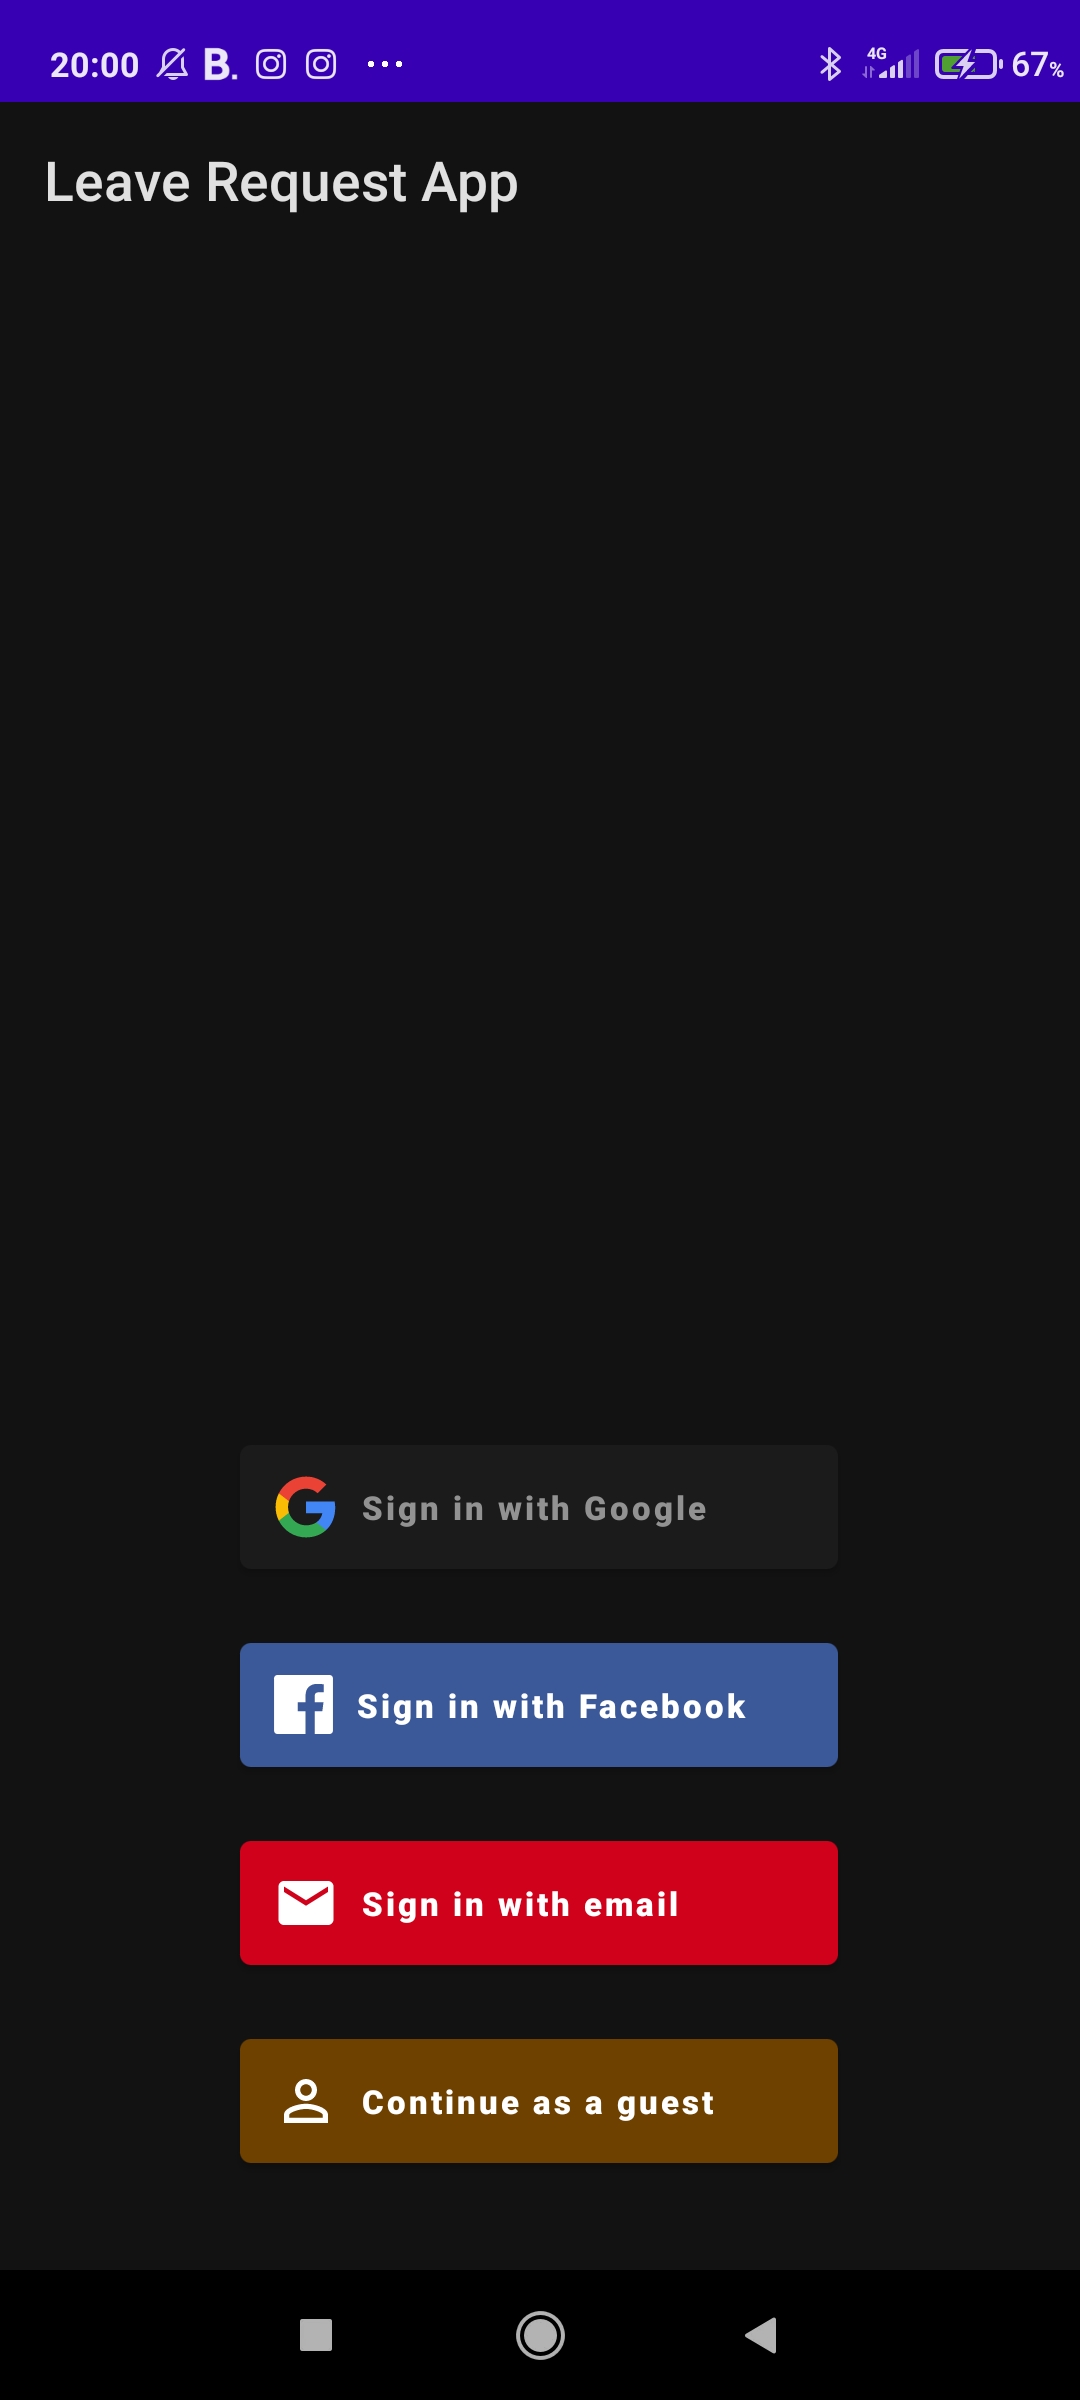 20:00 B. 4G 67%
Leave Request App
Sign in with Google
Sign in with Facebook
Sign in with email
Continue as a guest